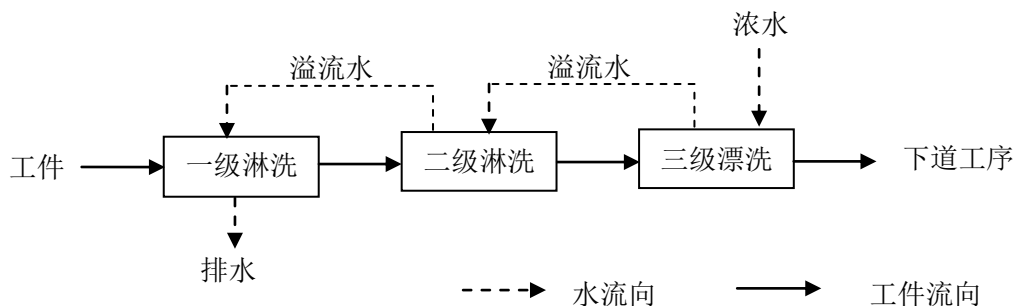 浓水
溢流水
溢流水
工件
一级淋洗
二级淋洗
三级漂洗
下道工序
排水
水流向
工件流向